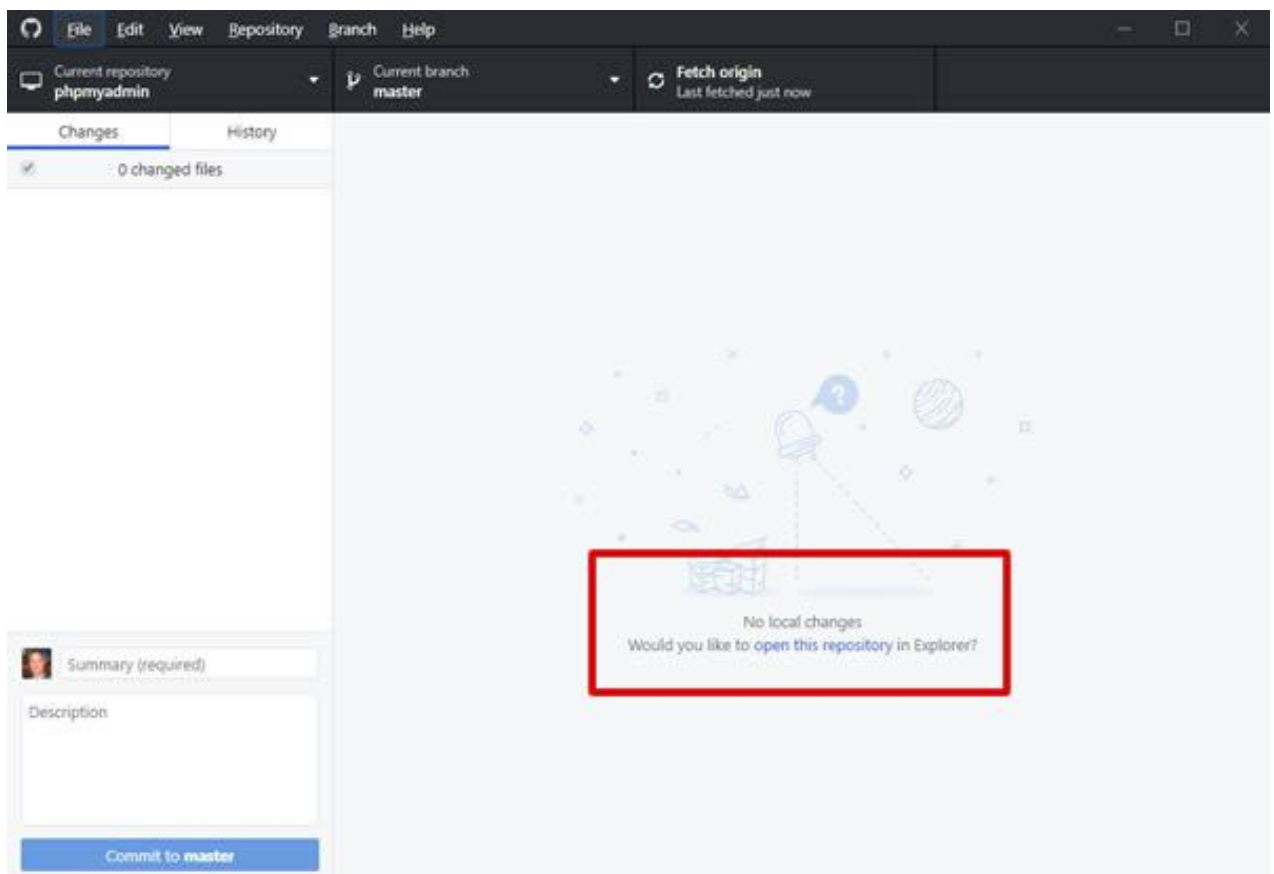 File Edit View Repository Branch Help
Current repository
phpmyadmin
Current branch
master
Fetch origin
Last fetched just now
Changes History
0 changed files
?
No local changes
Would you like to open this repository in Explorer?
Summary (required)
Description
Commit to master